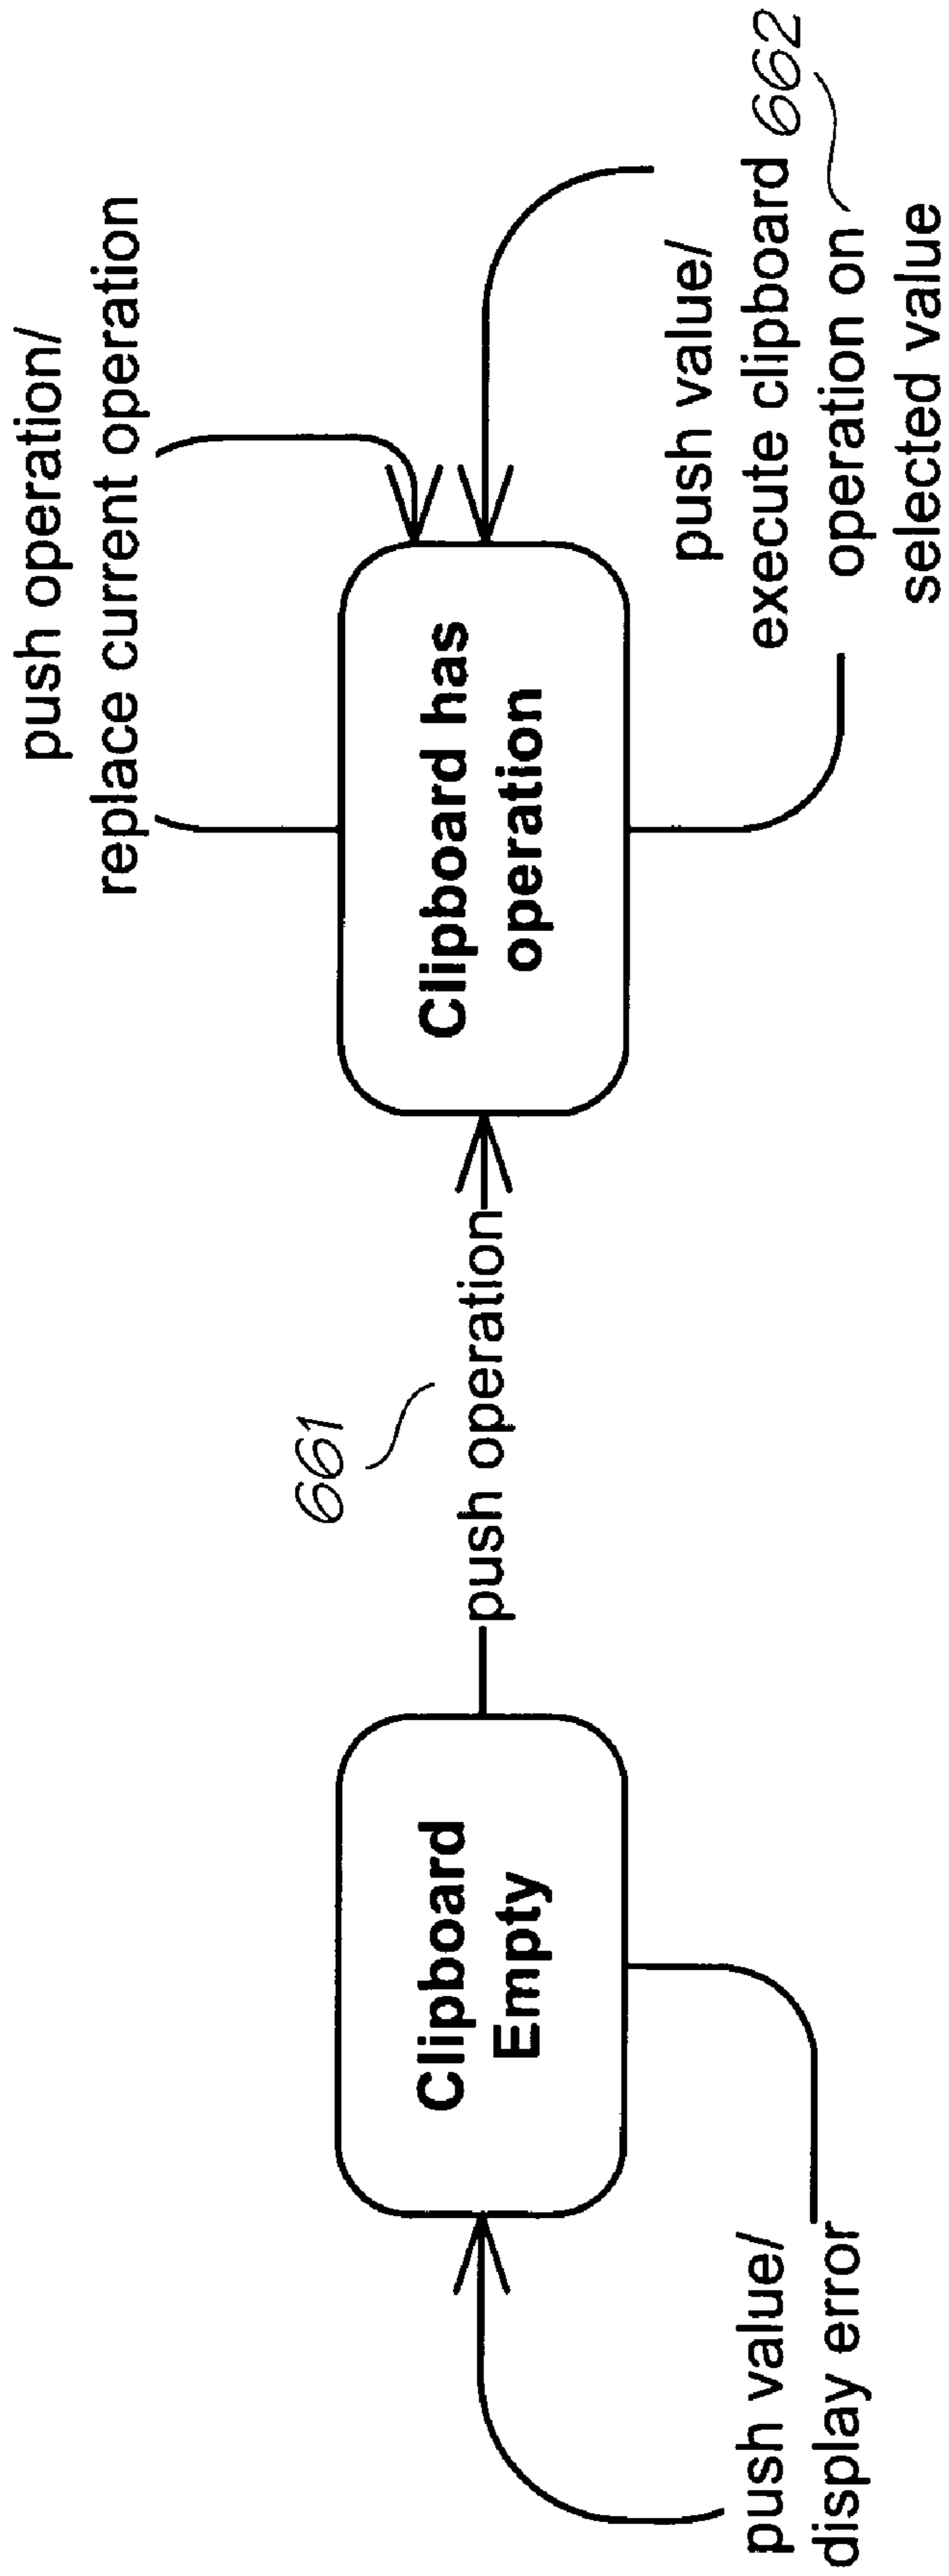 push operation/
replace current operation
661
Clipboard
Empty
push operation
Clipboard has
operation
push value/
display error
push value/
execute clipboard
operation on
selected value
662